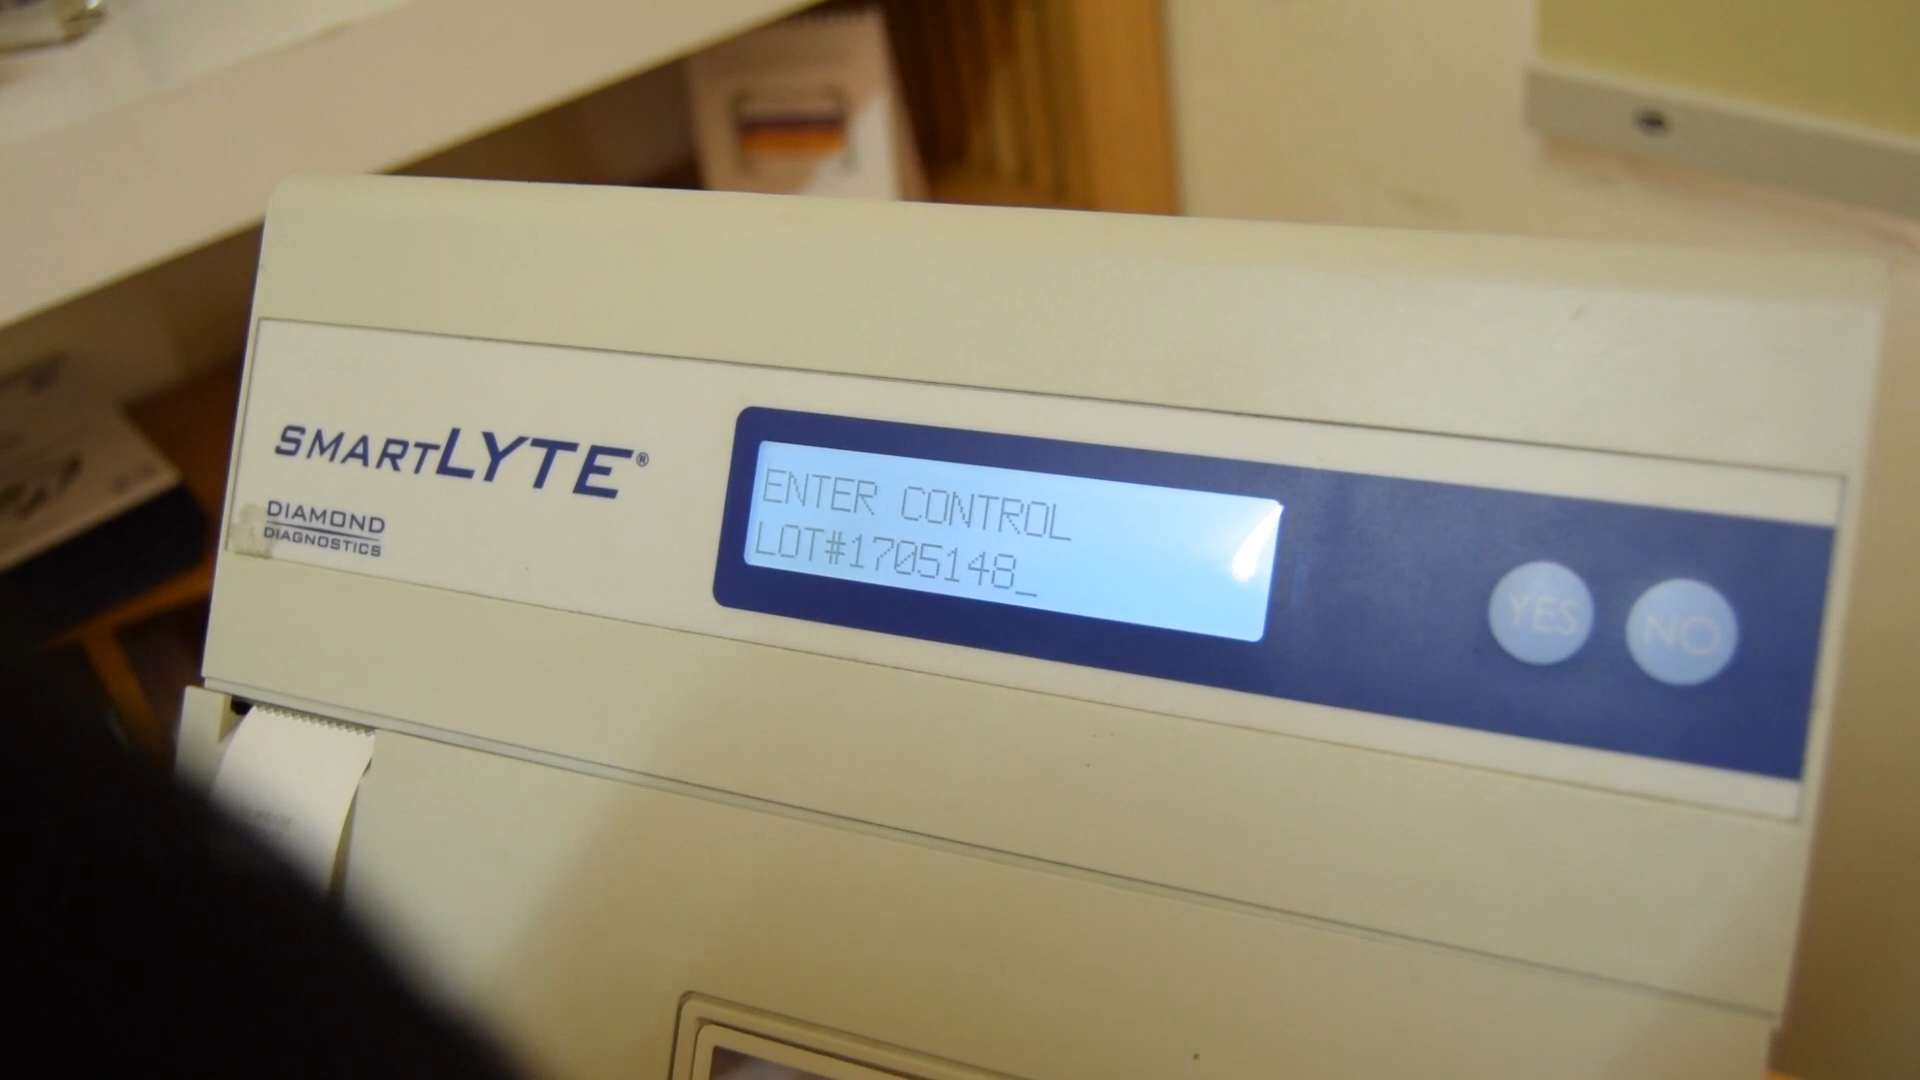 SMARTLYTE®
DIAMOND
DIAGNOSTICS
ENTER CONTROL
LOT#1705148_
YES
NO